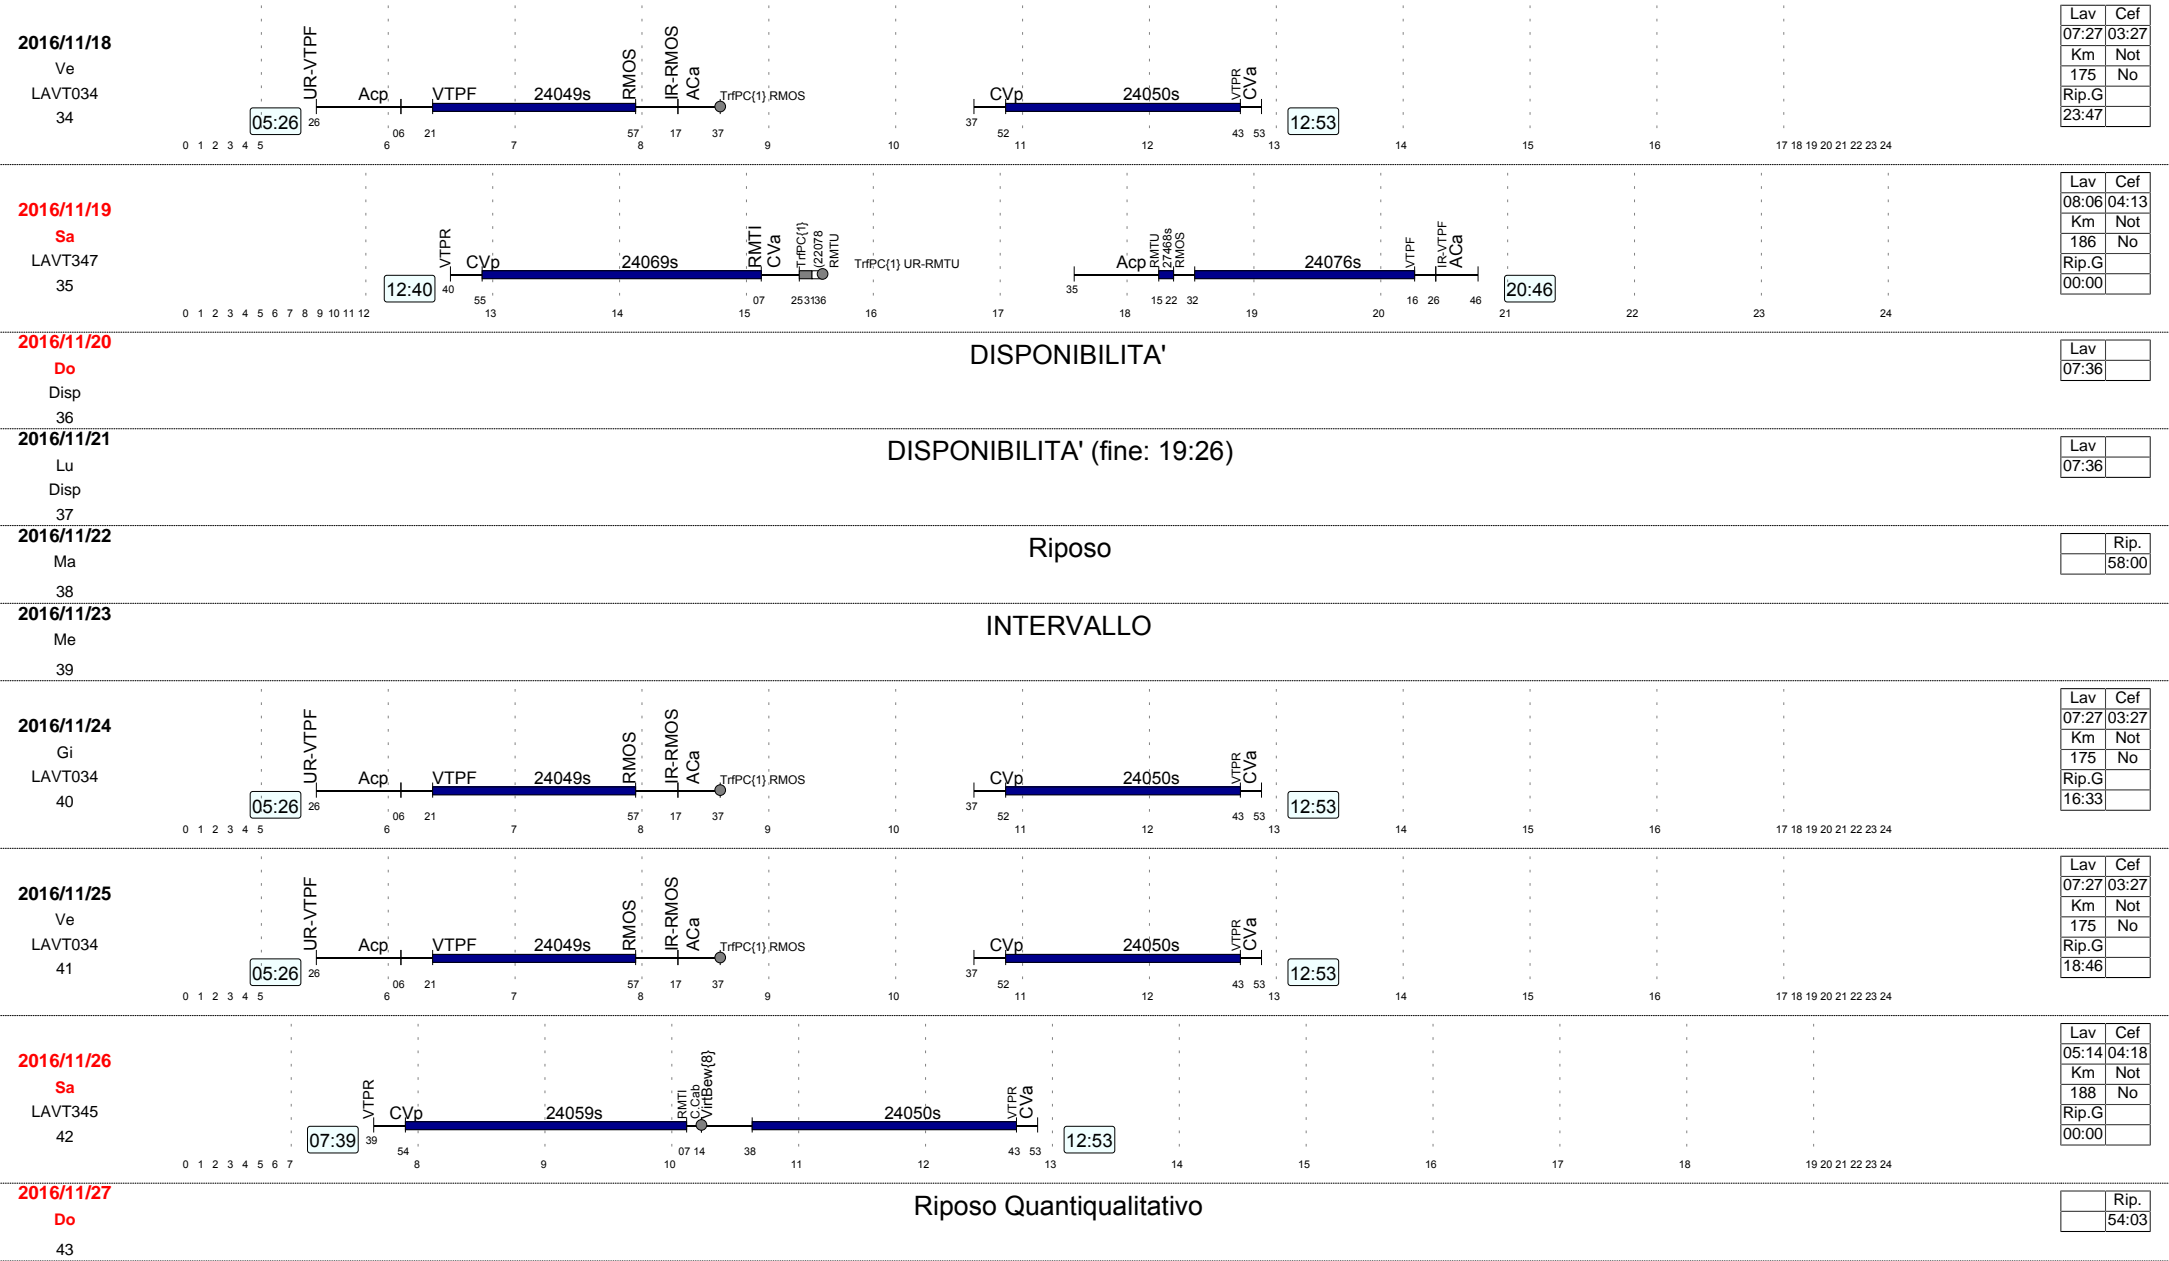 2016/11/18
Ve
LAVT034
34
05:26
UR-VTPF Acp VTPF 24049s RMOS IR-RMOS ACa TrfPC{1} RMOS CVp 24050s VTPR CVa
12:53
26 06 21 57 17 37 37 52 43 53
0 1 2 3 4 5 6 7 8 9 10 11 12 13 14 15 16 17 18 19 20 21 22 23 24
Lav Cef
07:27 03:27
Km Not
175 No
Rip.G
23:47
2016/11/19
Sa
LAVT347
35
12:40
VTPR CVp 24069s RMTI CVa TrfPC{1} (22078 RMTU TrfPC{1} UR-RMTU Acp RMTU 27468s RMOS 24076s VTPF IR-VTPF ACa
20:46
40 55 07 25 31 36 35 15 22 32 16 26 46
0 1 2 3 4 5 6 7 8 9 10 11 12 13 14 15 16 17 18 19 20 21 22 23 24
Lav Cef
08:06 04:13
Km Not
186 No
Rip.G
00:00
2016/11/20
Do
Disp
36
DISPONIBILITA'
Lav
07:36
2016/11/21
Lu
Disp
37
DISPONIBILITA' (fine: 19:26)
Lav
07:36
2016/11/22
Ma
38
Riposo
Rip.
58:00
2016/11/23
Me
39
INTERVALLO
2016/11/24
Gi
LAVT034
40
05:26
UR-VTPF Acp VTPF 24049s RMOS IR-RMOS ACa TrfPC{1} RMOS CVp 24050s VTPR CVa
12:53
26 06 21 57 17 37 37 52 43 53
0 1 2 3 4 5 6 7 8 9 10 11 12 13 14 15 16 17 18 19 20 21 22 23 24
Lav Cef
07:27 03:27
Km Not
175 No
Rip.G
16:33
2016/11/25
Ve
LAVT034
41
05:26
UR-VTPF Acp VTPF 24049s RMOS IR-RMOS ACa TrfPC{1} RMOS CVp 24050s VTPR CVa
12:53
26 06 21 57 17 37 37 52 43 53
0 1 2 3 4 5 6 7 8 9 10 11 12 13 14 15 16 17 18 19 20 21 22 23 24
Lav Cef
07:27 03:27
Km Not
175 No
Rip.G
18:46
2016/11/26
Sa
LAVT345
42
07:39
VTPR CVp 24059s RMTI C.Cab VirtBew{8} 24050s VTPR CVa
12:53
39 54 07 14 38 43 53
0 1 2 3 4 5 6 7 8 9 10 11 12 13 14 15 16 17 18 19 20 21 22 23 24
Lav Cef
05:14 04:18
Km Not
188 No
Rip.G
00:00
2016/11/27
Do
43
Riposo Quantiqualitativo
Rip.
54:03